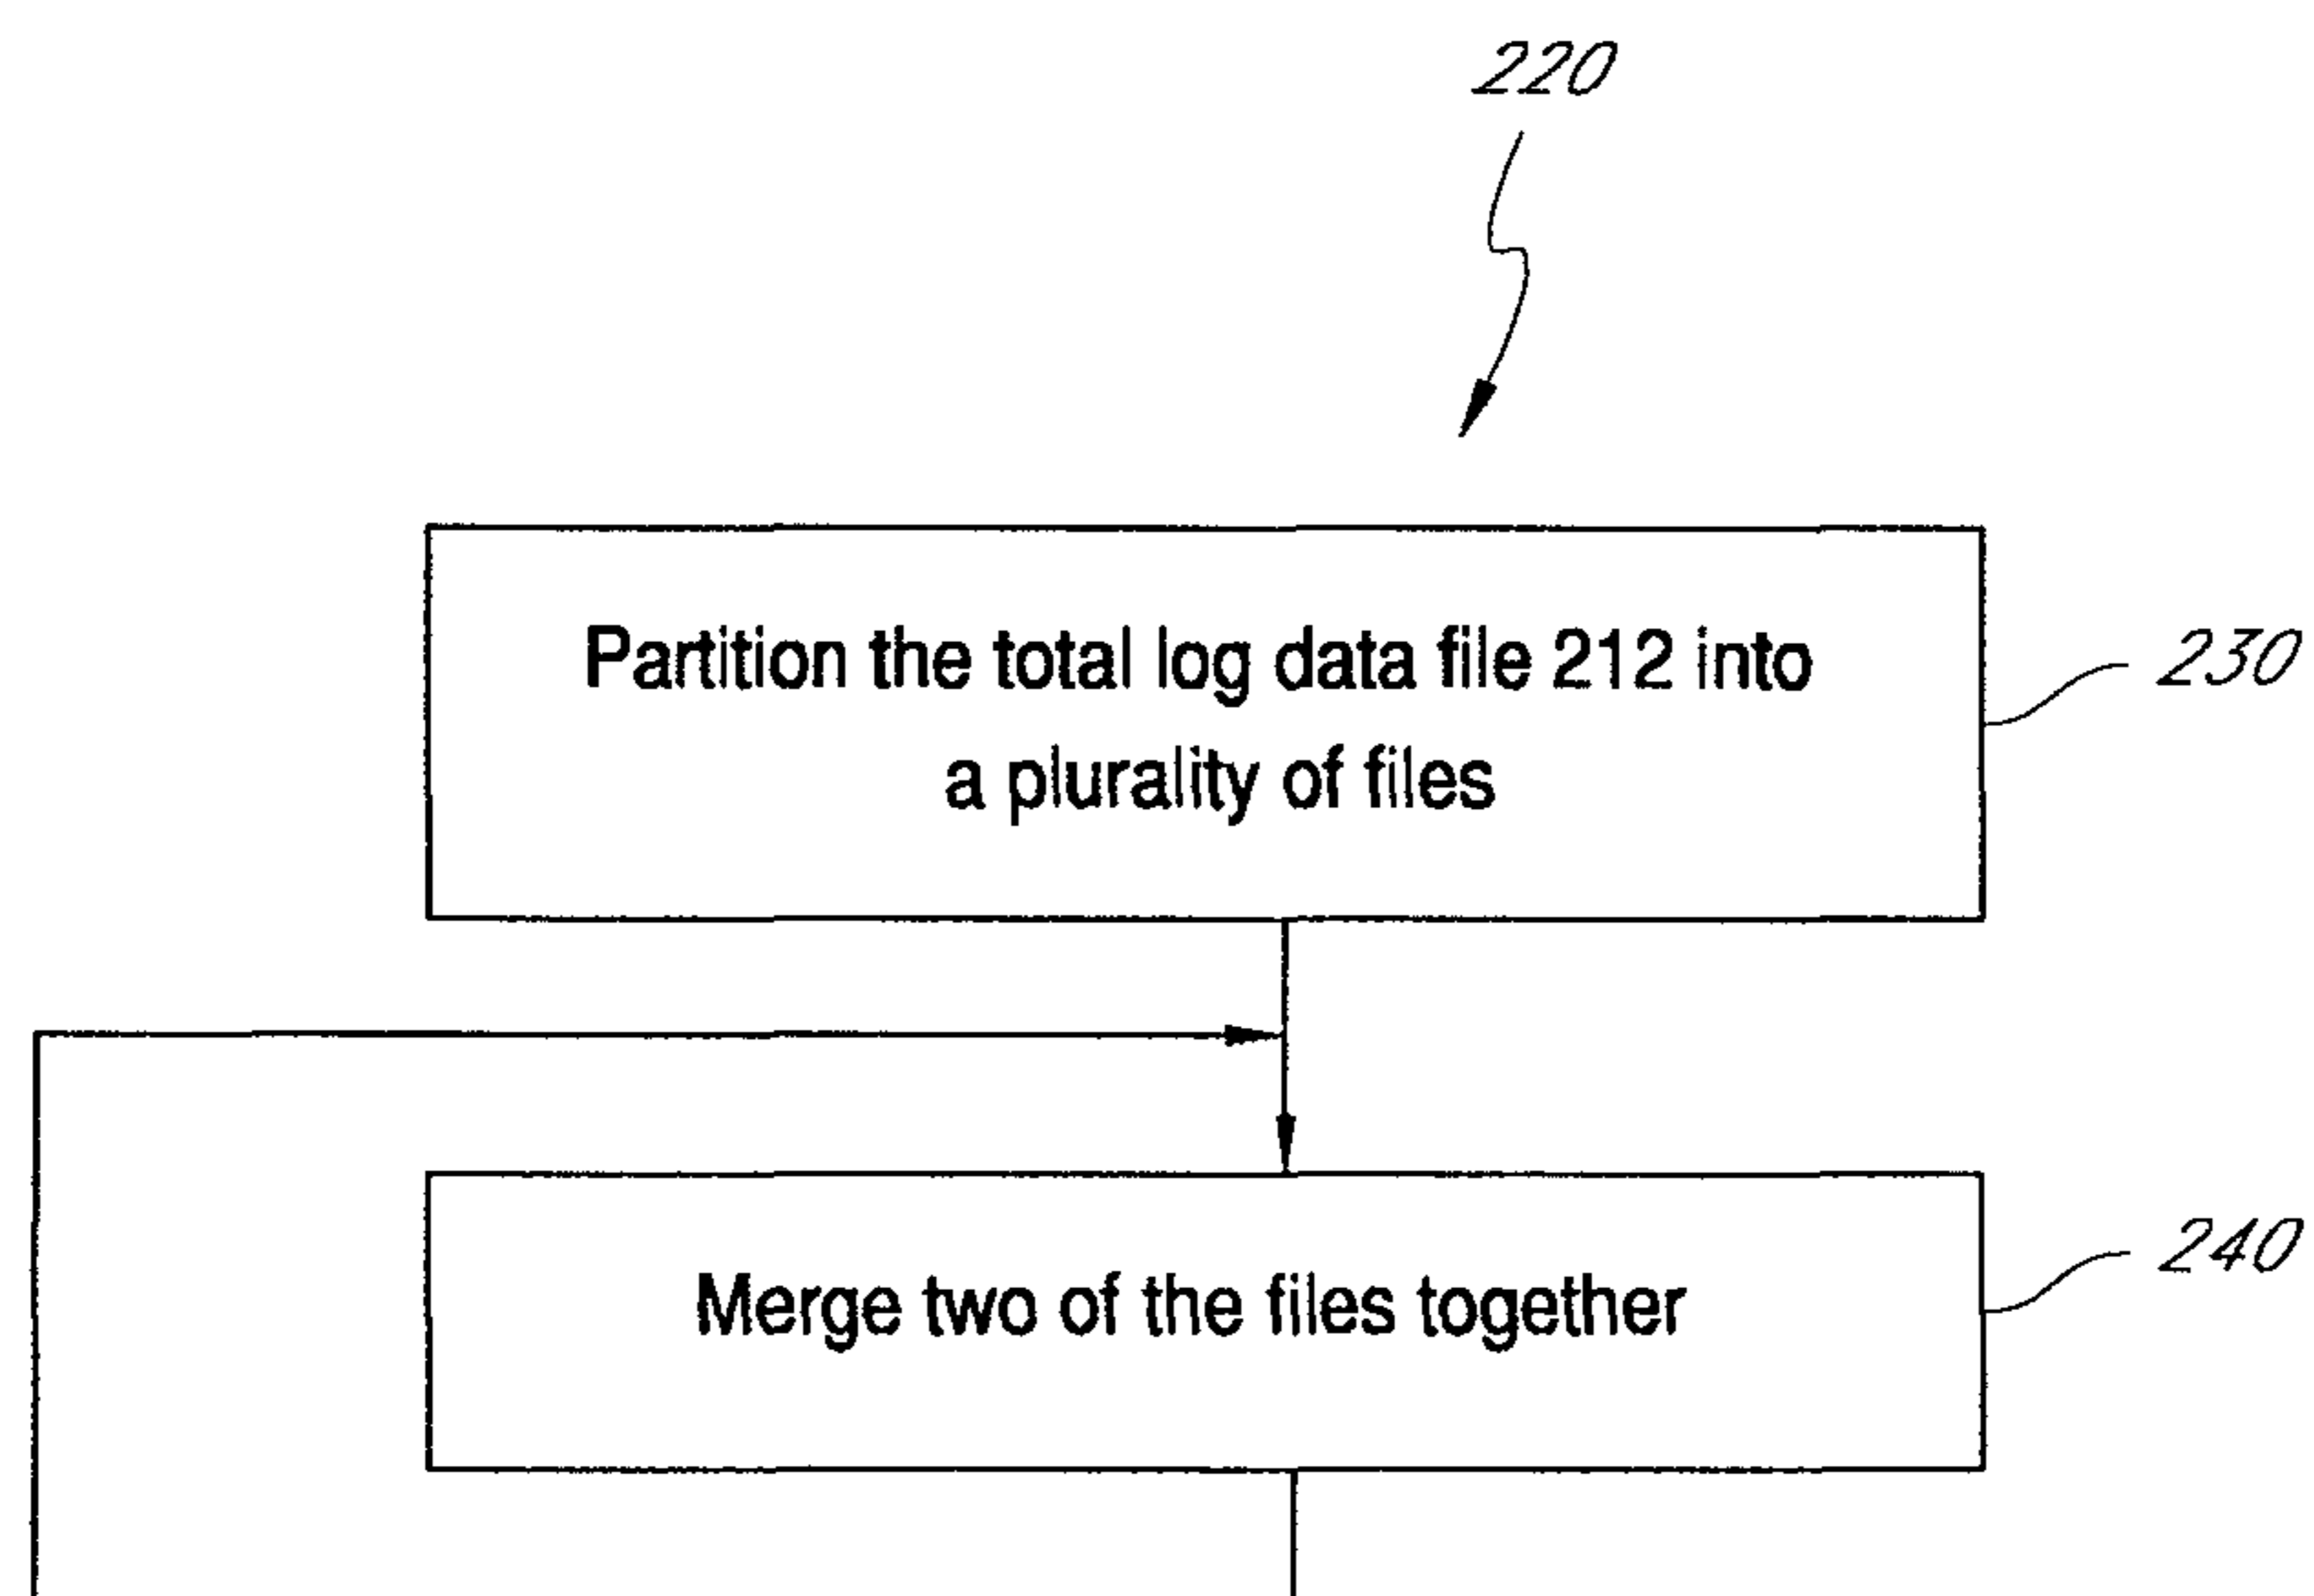 220
Partition the total log data file 212 into
a plurality of files
230
Merge two of the files together
240